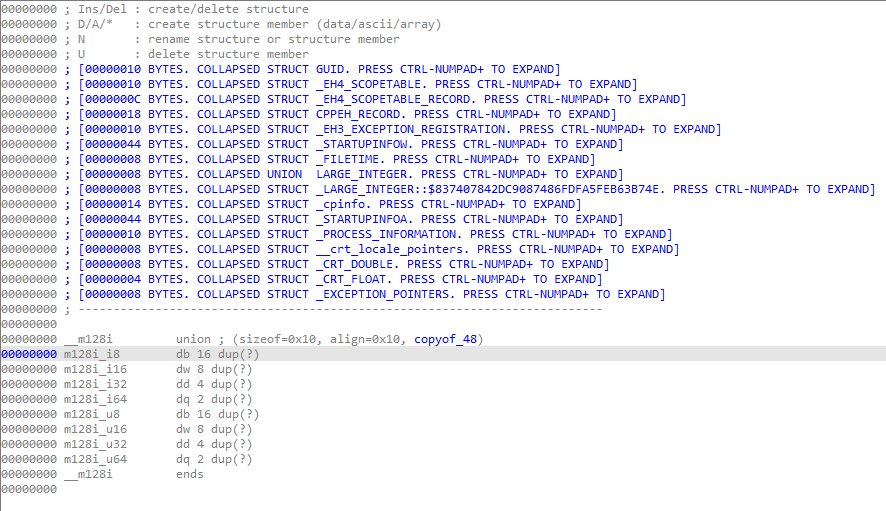 00000000 ; Ins/Del : create/delete structure
00000000 ; D/A/*   : create structure member (data/ascii/array)
00000000 ; N       : rename structure or structure member
00000000 ; U       : delete structure member
00000000 ; [00000010 BYTES. COLLAPSED STRUCT GUID. PRESS CTRL-NUMPAD+ TO EXPAND]
00000000 ; [00000010 BYTES. COLLAPSED STRUCT _EH4_SCOPETABLE. PRESS CTRL-NUMPAD+ TO EXPAND]
00000000 ; [0000000C BYTES. COLLAPSED STRUCT _EH4_SCOPETABLE_RECORD. PRESS CTRL-NUMPAD+ TO EXPAND]
00000000 ; [00000018 BYTES. COLLAPSED STRUCT CPPEH_RECORD. PRESS CTRL-NUMPAD+ TO EXPAND]
00000000 ; [00000010 BYTES. COLLAPSED STRUCT _EH3_EXCEPTION_REGISTRATION. PRESS CTRL-NUMPAD+ TO EXPAND]
00000000 ; [00000044 BYTES. COLLAPSED STRUCT _STARTUPINFOW. PRESS CTRL-NUMPAD+ TO EXPAND]
00000000 ; [00000008 BYTES. COLLAPSED STRUCT _FILETIME. PRESS CTRL-NUMPAD+ TO EXPAND]
00000000 ; [00000008 BYTES. COLLAPSED UNION  LARGE_INTEGER. PRESS CTRL-NUMPAD+ TO EXPAND]
00000000 ; [00000008 BYTES. COLLAPSED STRUCT _LARGE_INTEGER::$837407842DC9087486FDFA5FEB63B74E. PRESS CTRL-NUMPAD+ TO EXPAND]
00000000 ; [00000014 BYTES. COLLAPSED STRUCT _cpinfo. PRESS CTRL-NUMPAD+ TO EXPAND]
00000000 ; [00000044 BYTES. COLLAPSED STRUCT _STARTUPINFOA. PRESS CTRL-NUMPAD+ TO EXPAND]
00000000 ; [00000010 BYTES. COLLAPSED STRUCT _PROCESS_INFORMATION. PRESS CTRL-NUMPAD+ TO EXPAND]
00000000 ; [00000008 BYTES. COLLAPSED STRUCT __crt_locale_pointers. PRESS CTRL-NUMPAD+ TO EXPAND]
00000000 ; [00000008 BYTES. COLLAPSED STRUCT _CRT_DOUBLE. PRESS CTRL-NUMPAD+ TO EXPAND]
00000000 ; [00000004 BYTES. COLLAPSED STRUCT _CRT_FLOAT. PRESS CTRL-NUMPAD+ TO EXPAND]
00000000 ; [00000008 BYTES. COLLAPSED STRUCT _EXCEPTION_POINTERS. PRESS CTRL-NUMPAD+ TO EXPAND]
00000000 ; ---------------------------------------------------------------------------
00000000
00000000 __m128i         union ; (sizeof=0x10, align=0x10, copyof_48)
00000000 m128i_i8        db 16 dup(?)
00000000 m128i_i16       dw 8 dup(?)
00000000 m128i_i32       dd 4 dup(?)
00000000 m128i_i64       dq 2 dup(?)
00000000 m128i_u8        db 16 dup(?)
00000000 m128i_u16       dw 8 dup(?)
00000000 m128i_u32       dd 4 dup(?)
00000000 m128i_u64       dq 2 dup(?)
00000000 __m128i         ends
00000000